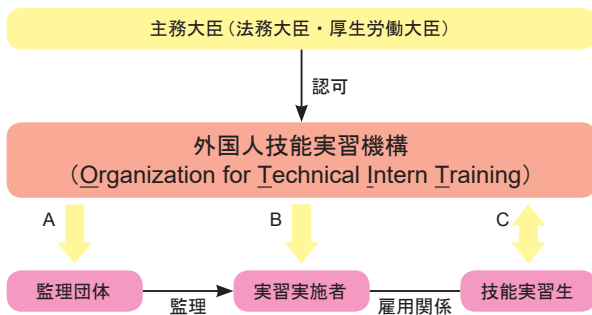 主務大臣（法務大臣・厚生労働大臣）
認可
外国人技能実習機構
（Organization for Technical Intern Training）
A
B
C
監理団体
監理
実習実施者
雇用関係
技能実習生